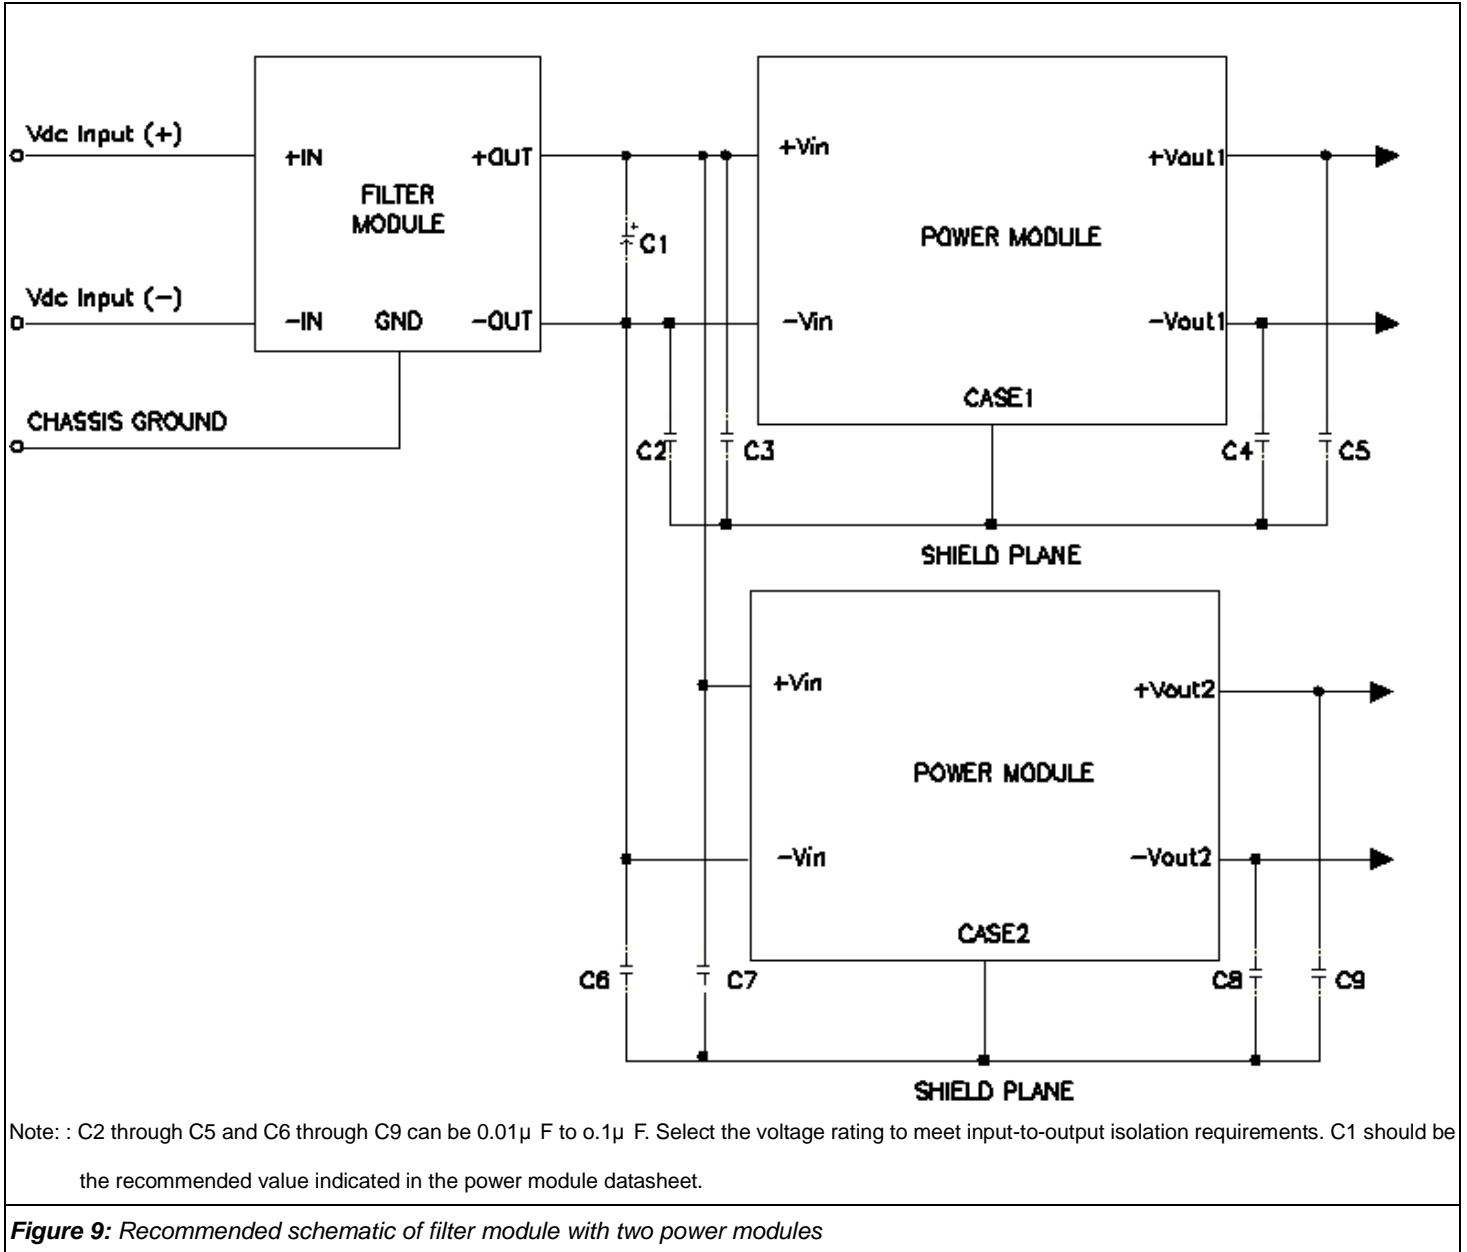 Vdc Input (+)
+IN
+OUT
FILTER
MODULE
Vdc Input (−)
−IN
GND
−OUT
CHASSIS GROUND
+
C1
+Vin
+Vout1
POWER MODULE
−Vin
−Vout1
CASE1
C2
C3
C4
C5
SHIELD PLANE
+Vin
+Vout2
POWER MODULE
−Vin
−Vout2
CASE2
C6
C7
C8
C9
SHIELD PLANE
Note: : C2 through C5 and C6 through C9 can be 0.01μ F to o.1μ F. Select the voltage rating to meet input-to-output isolation requirements. C1 should be
the recommended value indicated in the power module datasheet.
Figure 9: Recommended schematic of filter module with two power modules